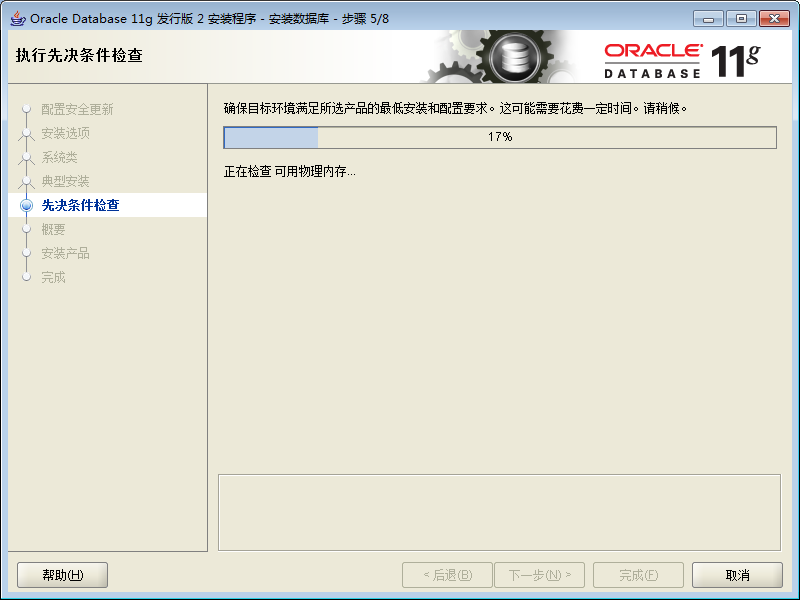 Oracle Database 11g 发行版 2 安装程序 - 安装数据库 - 步骤 5/8
执行先决条件检查
ORACLE
DATABASE
11g
配置安全更新
安装选项
系统类
典型安装
先决条件检查
概要
安装产品
完成
确保目标环境满足所选产品的最低安装和配置要求。这可能需要花费一定时间。请稍候。
17%
正在检查 可用物理内存...
帮助(H)
< 后退(B)
下一步(N) >
完成(F)
取消